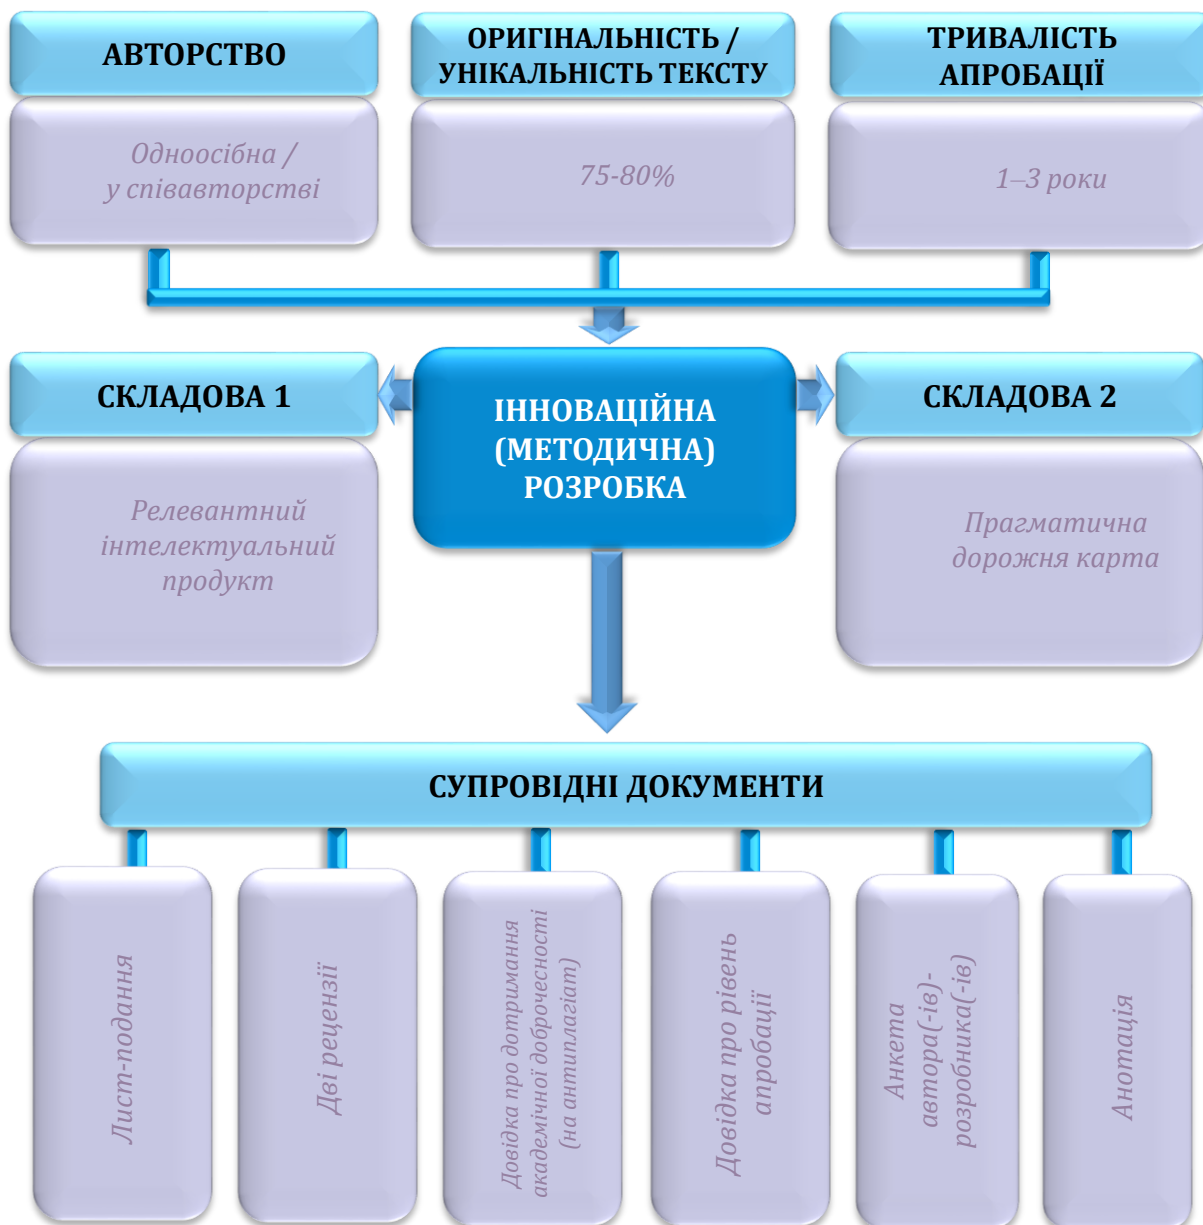 АВТОРСТВО
Одноосібна /
у співавторстві
ОРИГІНАЛЬНІСТЬ /
УНІКАЛЬНІСТЬ ТЕКСТУ
75-80%
ТРИВАЛІСТЬ
АПРОБАЦІЇ
1–3 роки
СКЛАДОВА 1
Релевантний
інтелектуальний
продукт
ІННОВАЦІЙНА
(МЕТОДИЧНА)
РОЗРОБКА
СКЛАДОВА 2
Прагматична
дорожня карта
СУПРОВІДНІ ДОКУМЕНТИ
Лист-подання
Дві рецензії
Довідка про дотримання
академічної доброчесності
(на антиплагіат)
Довідка про рівень
апробації
Анкета
автора(-ів)-
розробника(-ів)
Анотація